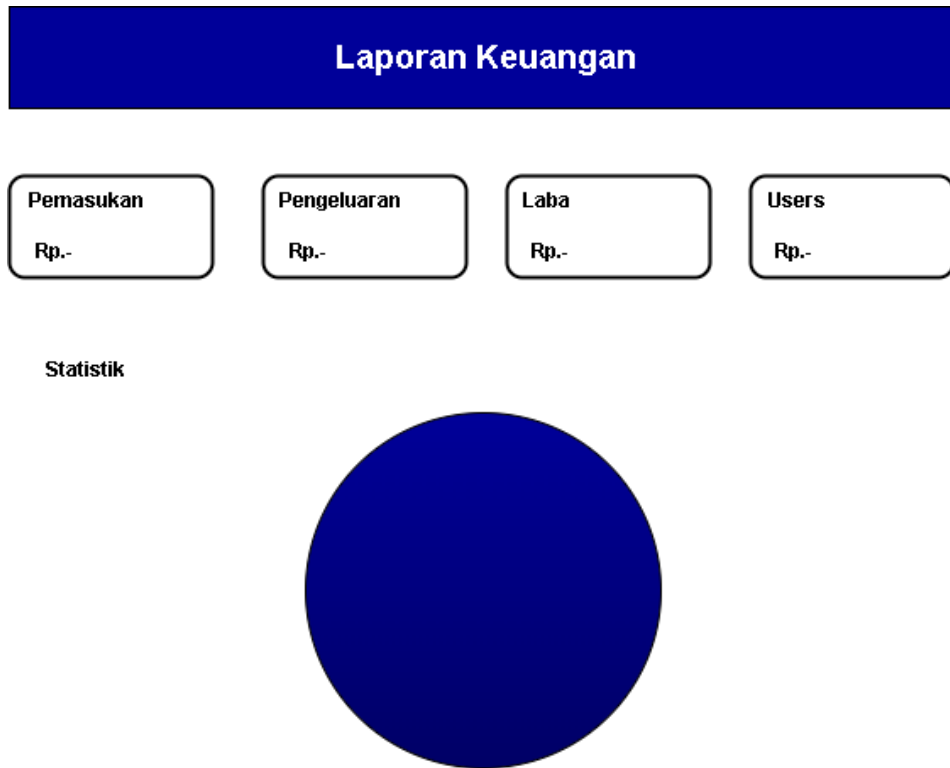 Laporan Keuangan
Pemasukan
Rp.-
Pengeluaran
Rp.-
Laba
Rp.-
Users
Rp.-
Statistik